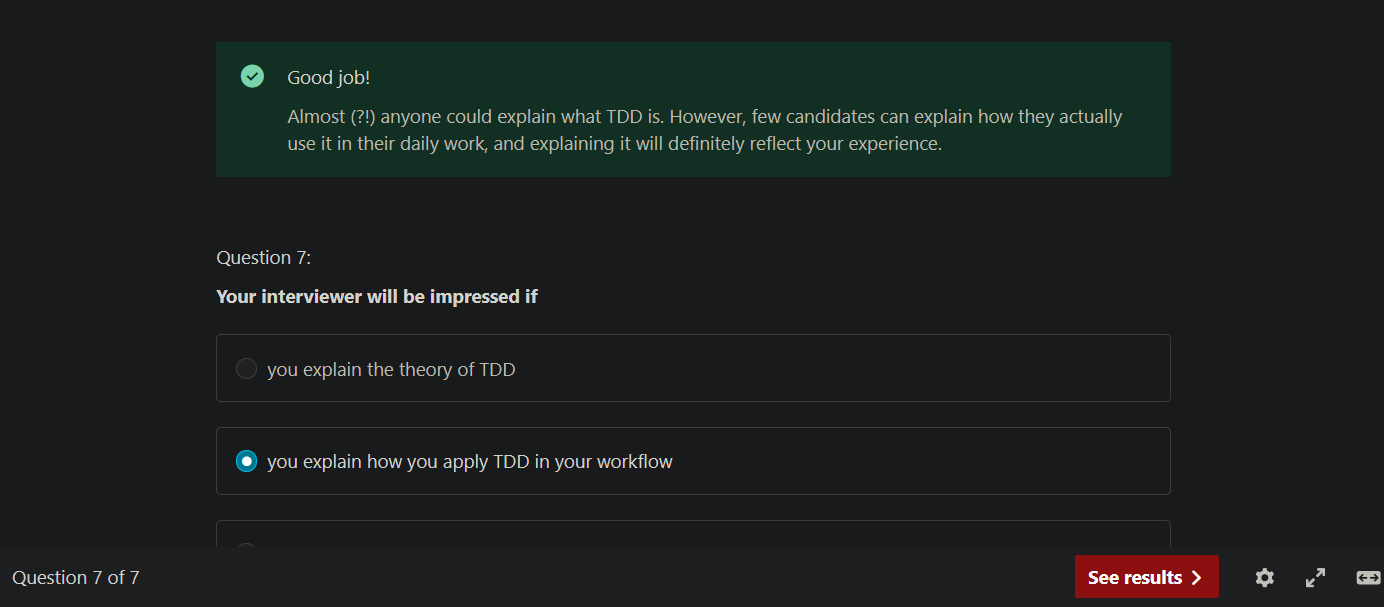 Good job!
Almost (?!) anyone could explain what TDD is. However, few candidates can explain how they actually
use it in their daily work, and explaining it will definitely reflect your experience.
Question 7:
Your interviewer will be impressed if
you explain the theory of TDD
you explain how you apply TDD in your workflow
Question 7 of 7
See results